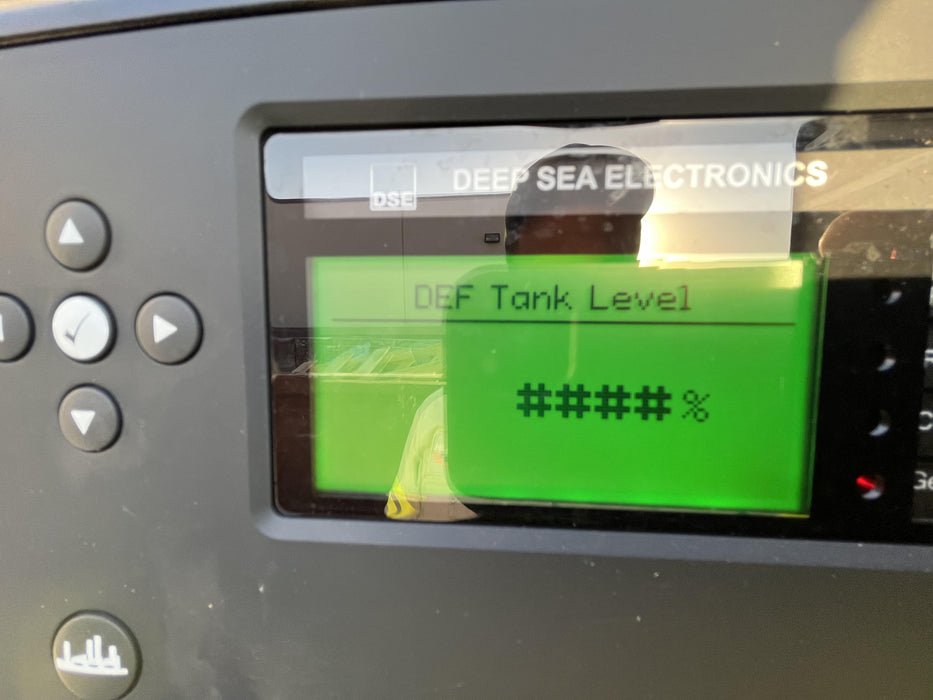 DSE
DEEP SEA ELECTRONICS
DEF Tank Level
####%